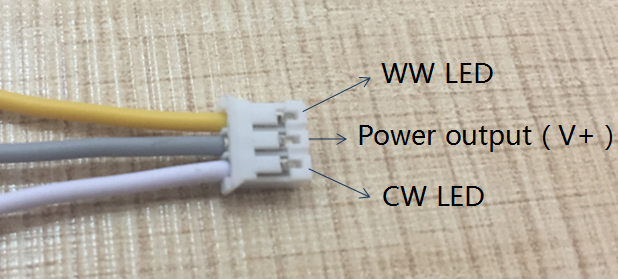 WW LED
Power output ( V+ )
CW LED